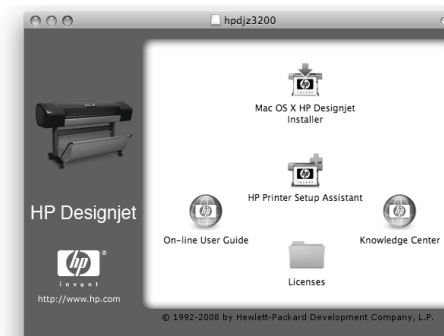 hpdjz3200
Mac OS X HP Designjet
Installer
HP Printer Setup Assistant
On-line User Guide
Knowledge Center
Licenses
HP Designjet
hp®
invent
http://www.hp.com
© 1992-2008 by Hewlett-Packard Development Company, L.P.